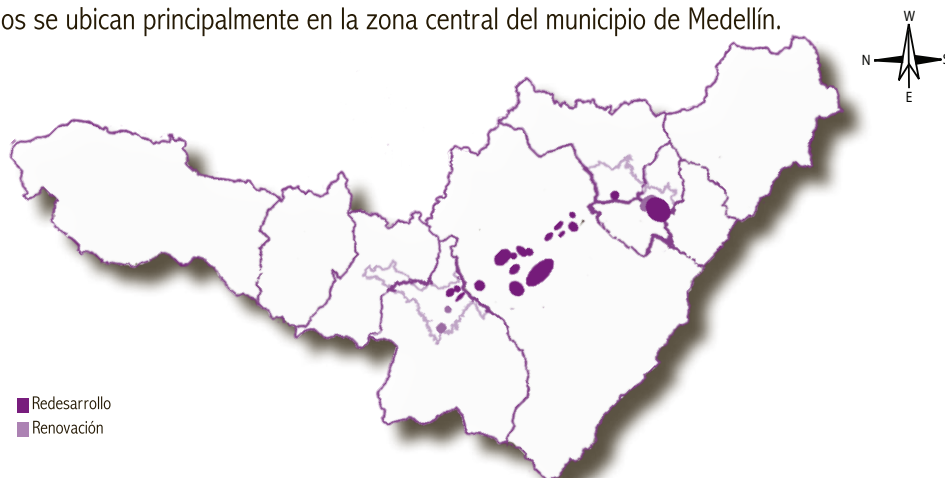 os se ubican principalmente en la zona central del municipio de Medellín.
W
N
S
E
Redesarrollo
Renovación